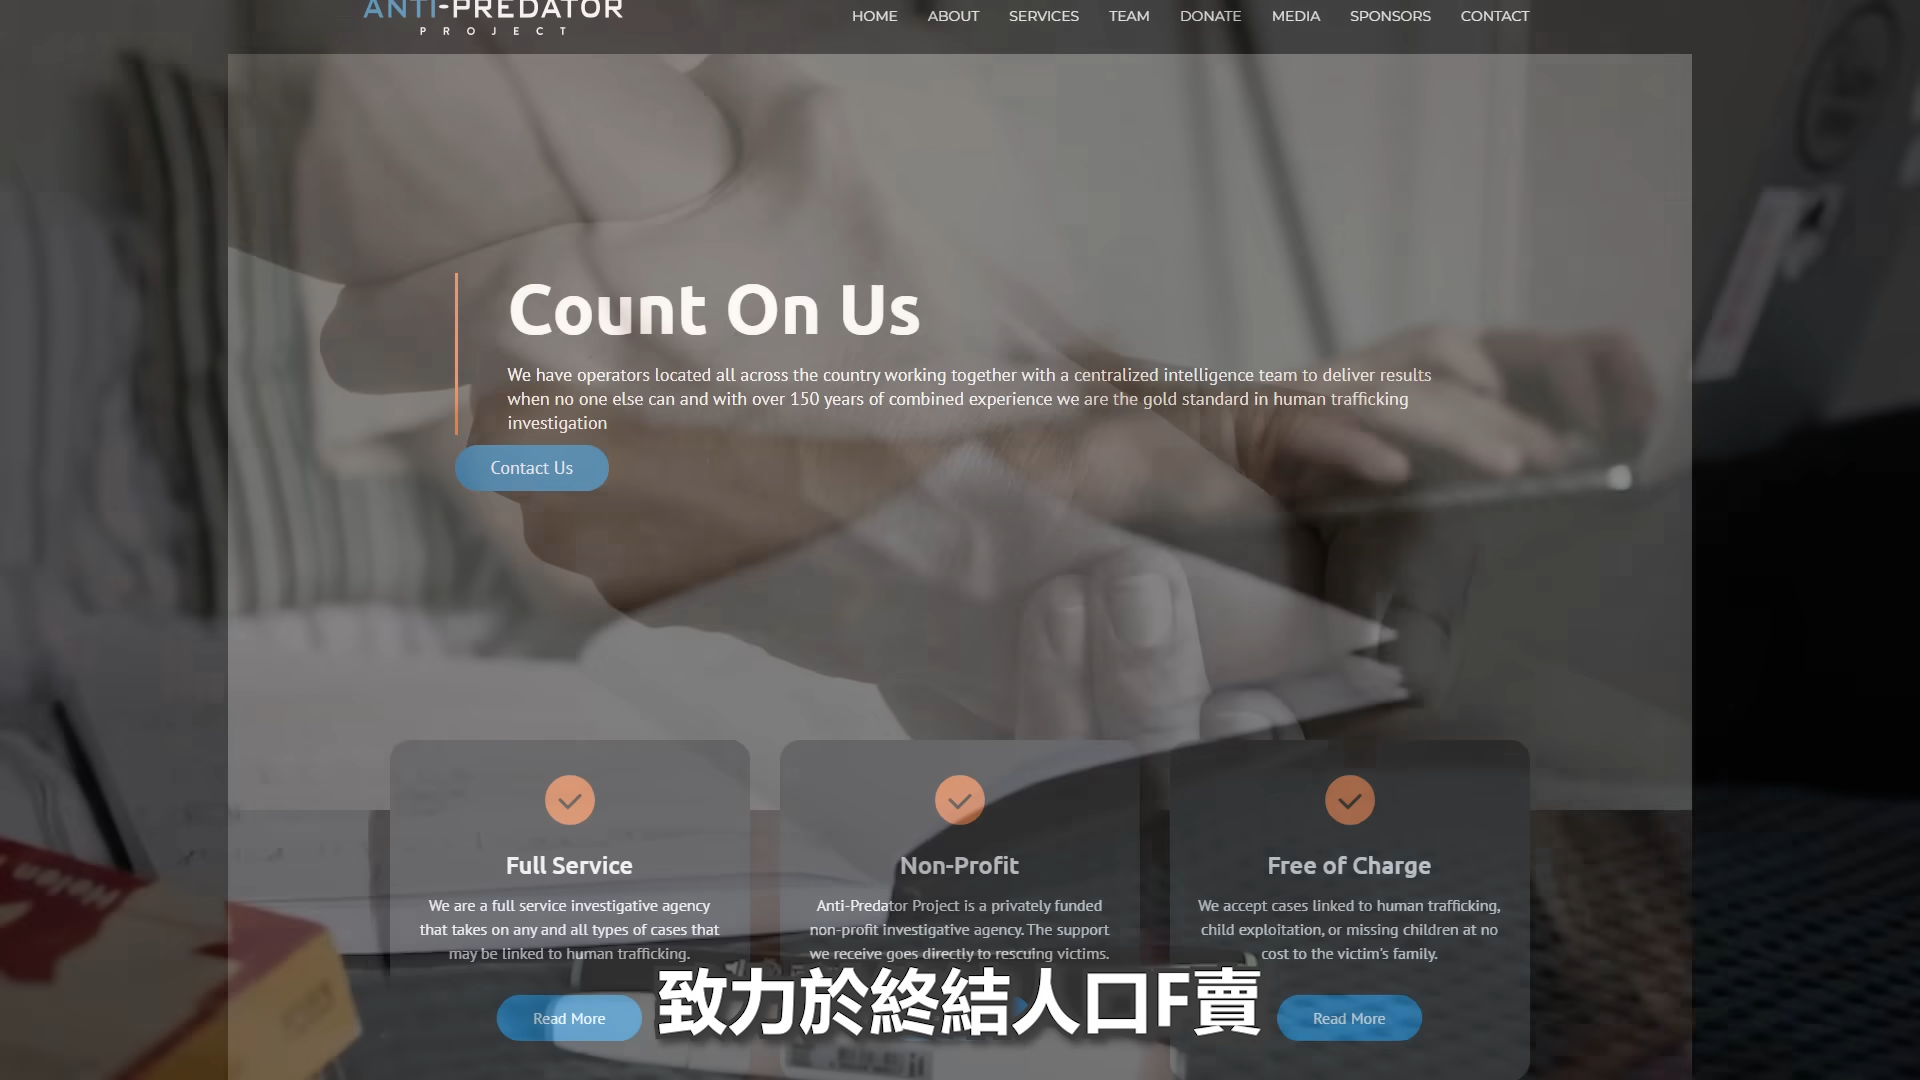 ANTI-PREDATOR
PROJECT
HOME ABOUT SERVICES TEAM DONATE MEDIA SPONSORS CONTACT
Count On Us
We have operators located all across the country working together with a centralized intelligence team to deliver results
when no one else can and with over 150 years of combined experience we are the gold standard in human trafficking
investigation
Contact Us
Full Service
We are a full service investigative agency
that takes on any and all types of cases that
may be linked to human trafficking.
Read More
Non-Profit
Anti-Predator Project is a privately funded
non-profit investigative agency. The support
we receive goes directly to rescuing victims.
Free of Charge
We accept cases linked to human trafficking,
child exploitation, or missing children at no
cost to the victim's family.
Read More
致力於終結人口F賣